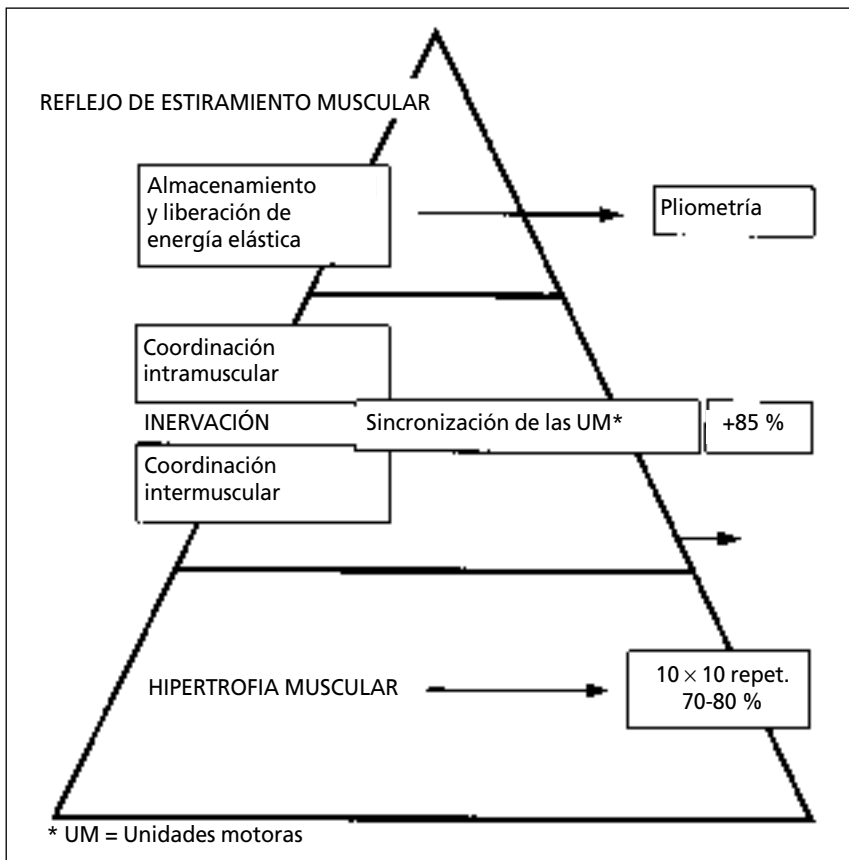 REFLEJO DE ESTIRAMIENTO MUSCULAR
Almacenamiento
y liberación de
energía elástica
Pliometría
Coordinación
intramuscular
INERVACIÓN
Sincronización de las UM*
+85 %
Coordinación
intermuscular
HIPERTROFIA MUSCULAR
10 × 10 repet.
70-80 %
* UM = Unidades motoras